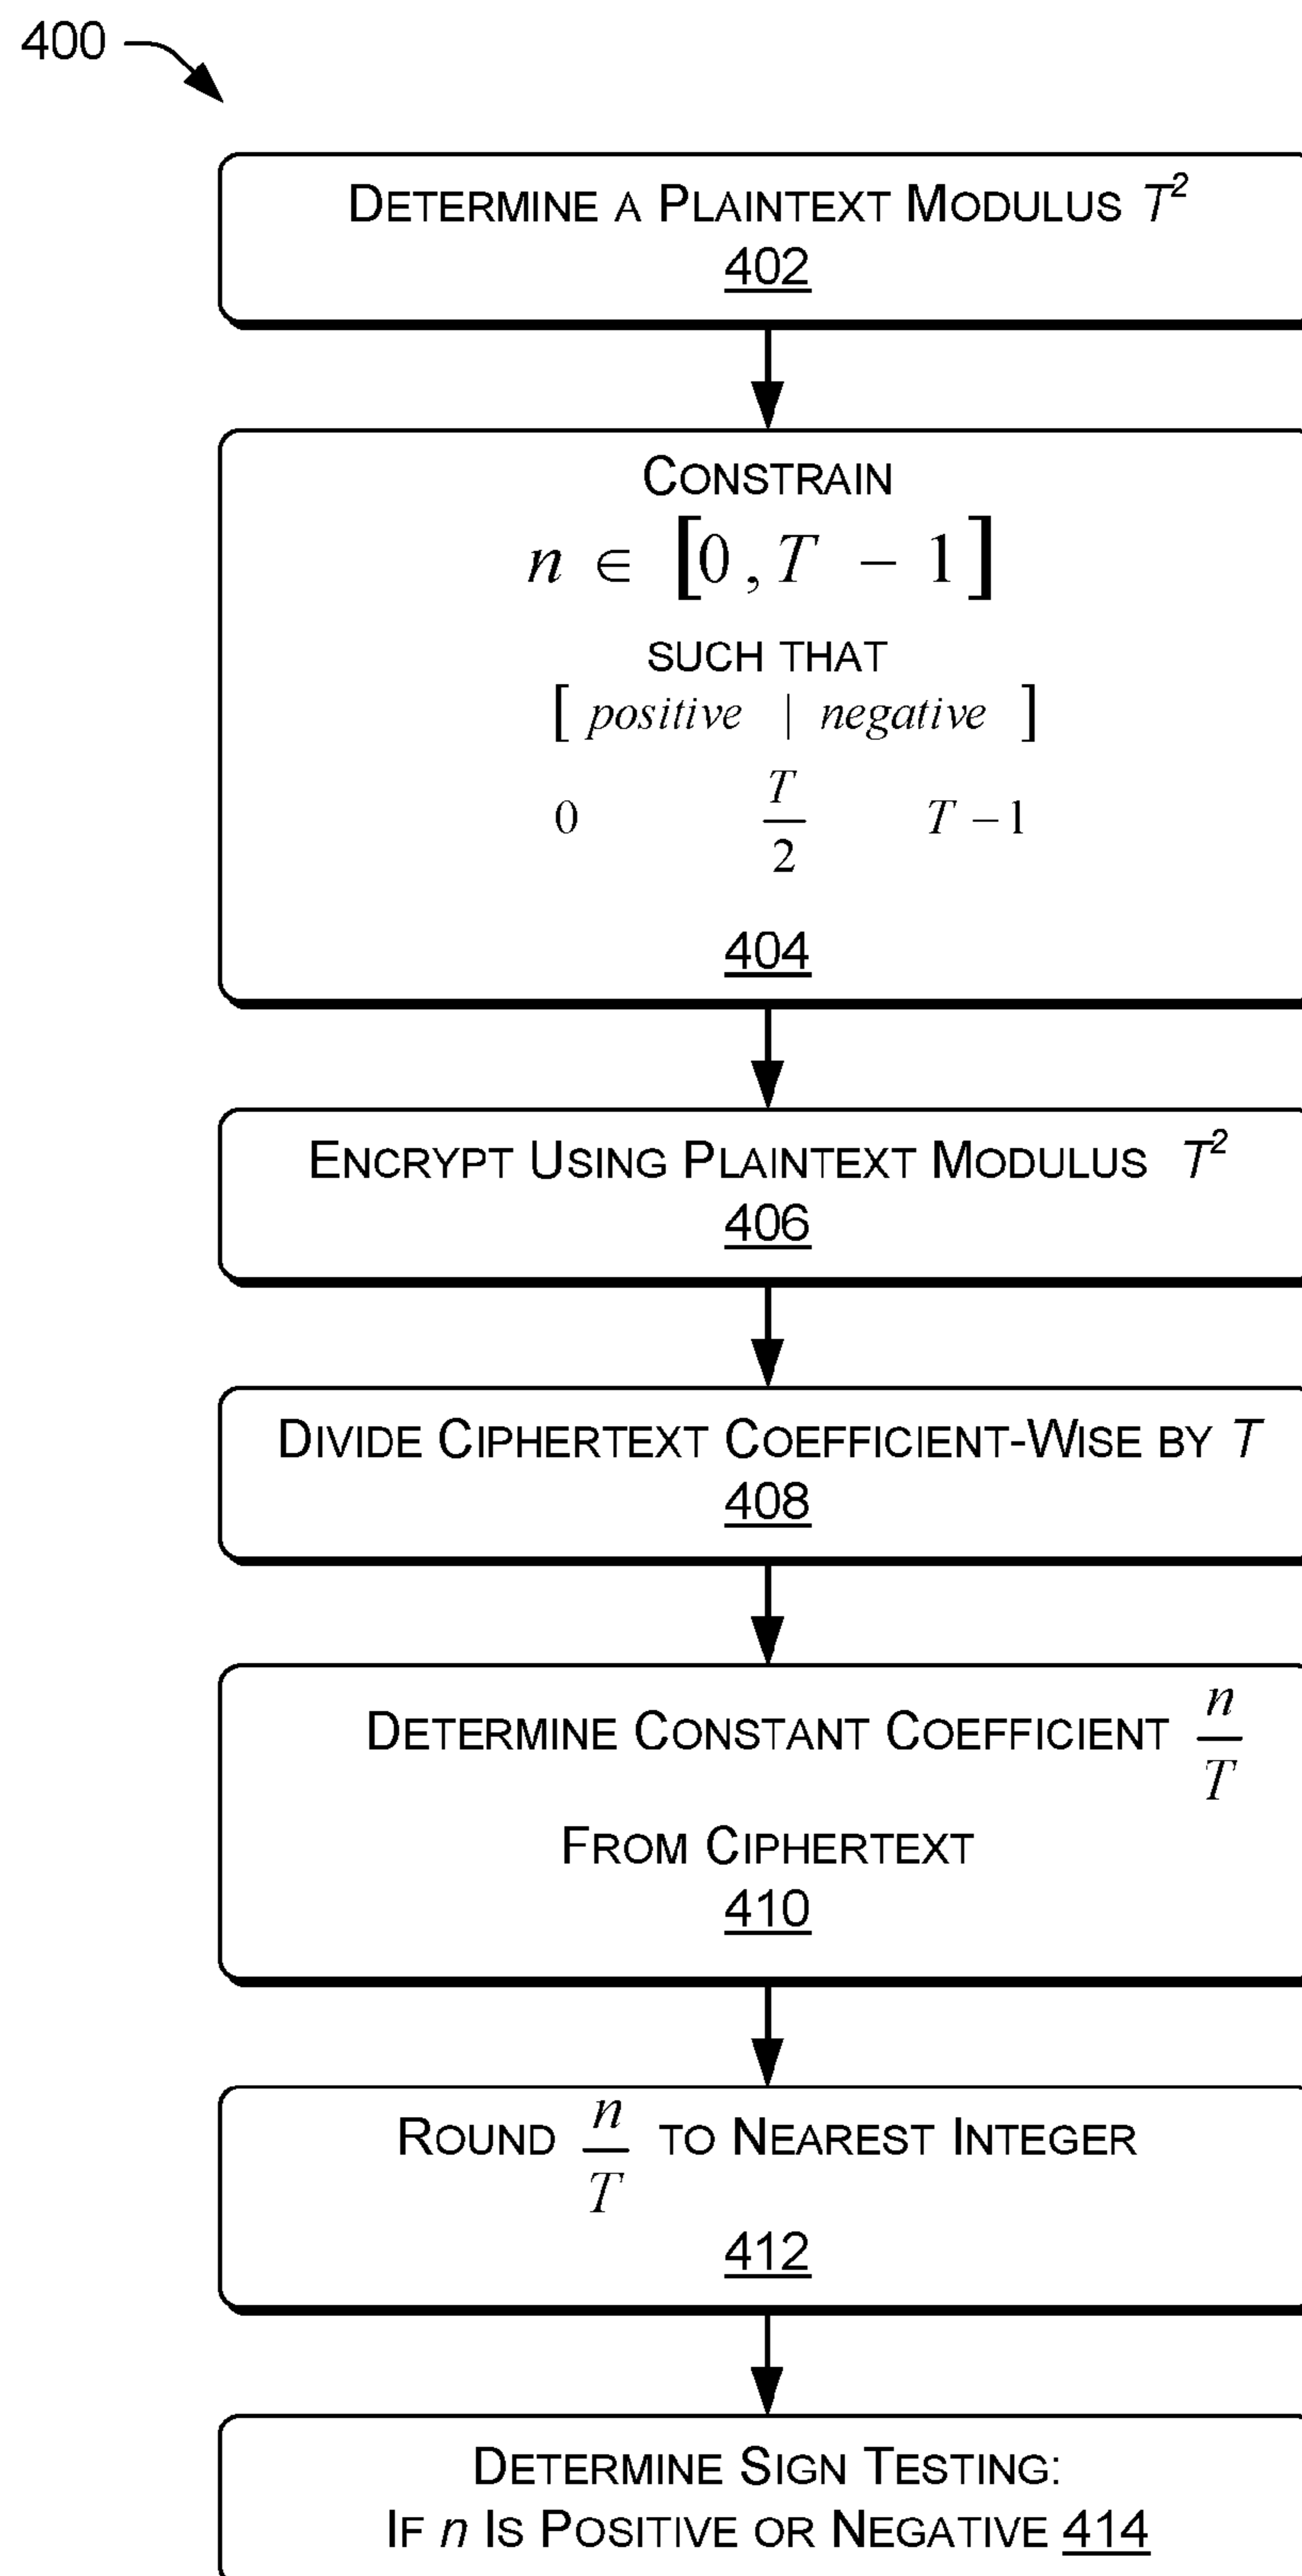 400
DETERMINE A PLAINTEXT MODULUS T²
402
CONSTRAIN
n ∈ [0, T − 1]
SUCH THAT
[ positive | negative ]
0 T/2 T − 1
404
ENCRYPT USING PLAINTEXT MODULUS T²
406
DIVIDE CIPHERTEXT COEFFICIENT-WISE BY T
408
DETERMINE CONSTANT COEFFICIENT n/T
FROM CIPHERTEXT
410
ROUND n/T TO NEAREST INTEGER
412
DETERMINE SIGN TESTING:
IF n IS POSITIVE OR NEGATIVE 414